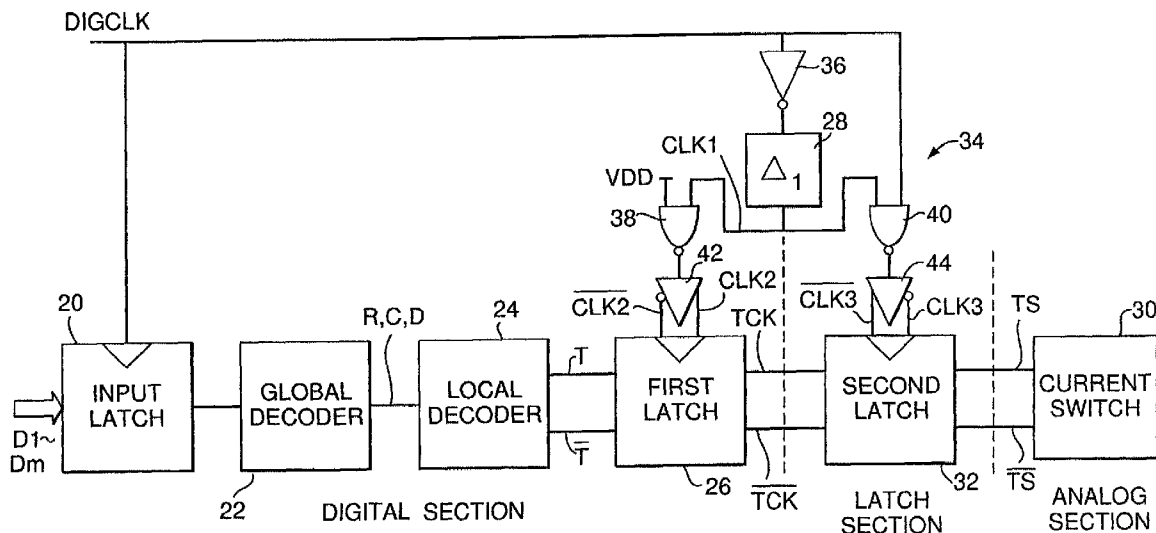 DIGCLK
36
28
CLK1
Δ1
34
VDD
38
40
42
44
CLK2
CLK2
CLK3
CLK3
20
R,C,D
24
T
TCK
TS
30
INPUT
LATCH
GLOBAL
DECODER
LOCAL
DECODER
FIRST
LATCH
SECOND
LATCH
CURRENT
SWITCH
D1~
Dm
T
TCK
TS
22
26
32
DIGITAL SECTION
LATCH
SECTION
ANALOG
SECTION